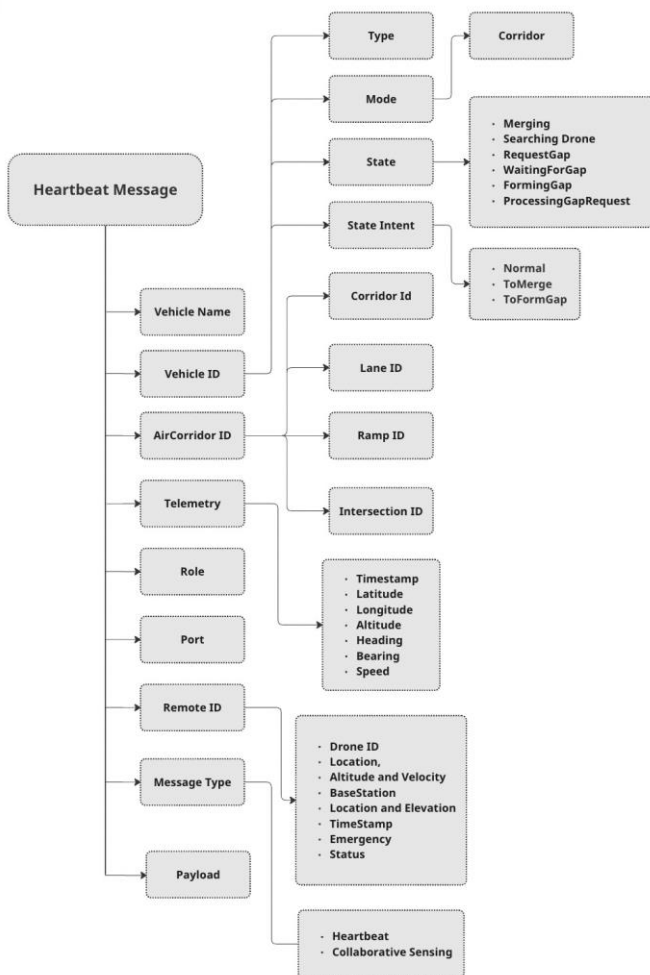 Type
Corridor
Mode
State
· Merging
· Searching Drone
· RequestGap
· WaitingForGap
· FormingGap
· ProcessingGapRequest
Heartbeat Message
State Intent
· Normal
· ToMerge
· ToFormGap
Corridor Id
Vehicle Name
Vehicle ID
Lane ID
AirCorridor ID
Ramp ID
Telemetry
Intersection ID
Role
· Timestamp
· Latitude
· Longitude
· Altitude
· Heading
· Bearing
· Speed
Port
Remote ID
· Drone ID
· Location,
· Altitude and Velocity
· BaseStation
· Location and Elevation
· TimeStamp
· Emergency
· Status
Message Type
Payload
· Heartbeat
· Collaborative Sensing